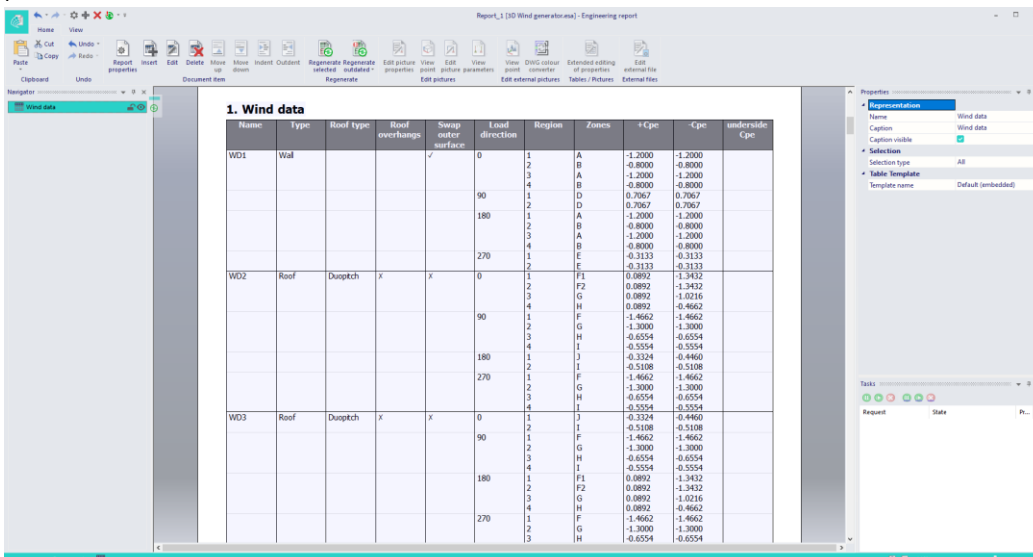 Report_1 [3D Wind generator.esa] - Engineering report
Home View
Cut Undo
Copy Redo
Paste Report properties Insert Edit Delete Move up Move down Indent Outdent Regenerate selected Regenerate outdated Edit picture properties View point Edit picture View parameters View point DWG colour converter Extended editing of properties Edit external file
Clipboard Undo Document item Regenerate Edit pictures Edit external pictures Tables / Pictures External files
Navigator
Wind data
1. Wind data
Name Type Roof type Roof overhangs Swap outer surface Load direction Region Zones +Cpe -Cpe underside Cpe
WD1 Wall ✓ 0 1 A -1.2000 -1.2000
2 B -0.8000 -0.8000
3 A -1.2000 -1.2000
4 B -0.8000 -0.8000
90 1 D 0.7067 0.7067
2 D 0.7067 0.7067
180 1 A -1.2000 -1.2000
2 B -0.8000 -0.8000
3 A -1.2000 -1.2000
4 B -0.8000 -0.8000
270 1 E -0.3133 -0.3133
2 E -0.3133 -0.3133
WD2 Roof Duopitch X X 0 1 F1 0.0892 -1.3432
2 F2 0.0892 -1.3432
3 G 0.0892 -1.0216
4 H 0.0892 -0.4662
90 1 F -1.4662 -1.4662
2 G -1.3000 -1.3000
3 H -0.6554 -0.6554
4 I -0.5554 -0.5554
180 1 J -0.3324 -0.4460
2 I -0.5108 -0.5108
270 1 F -1.4662 -1.4662
2 G -1.3000 -1.3000
3 H -0.6554 -0.6554
4 I -0.5554 -0.5554
WD3 Roof Duopitch X X 0 1 J -0.3324 -0.4460
2 I -0.5108 -0.5108
90 1 F -1.4662 -1.4662
2 G -1.3000 -1.3000
3 H -0.6554 -0.6554
4 I -0.5554 -0.5554
180 1 F1 0.0892 -1.3432
2 F2 0.0892 -1.3432
3 G 0.0892 -1.0216
4 H 0.0892 -0.4662
270 1 F -1.4662 -1.4662
2 G -1.3000 -1.3000
3 H -0.6554 -0.6554
Properties
Representation
Name Wind data
Caption Wind data
Caption visible
Selection
Selection type All
Table Template
Template name Default (embedded)
Tasks
Request State Pr...